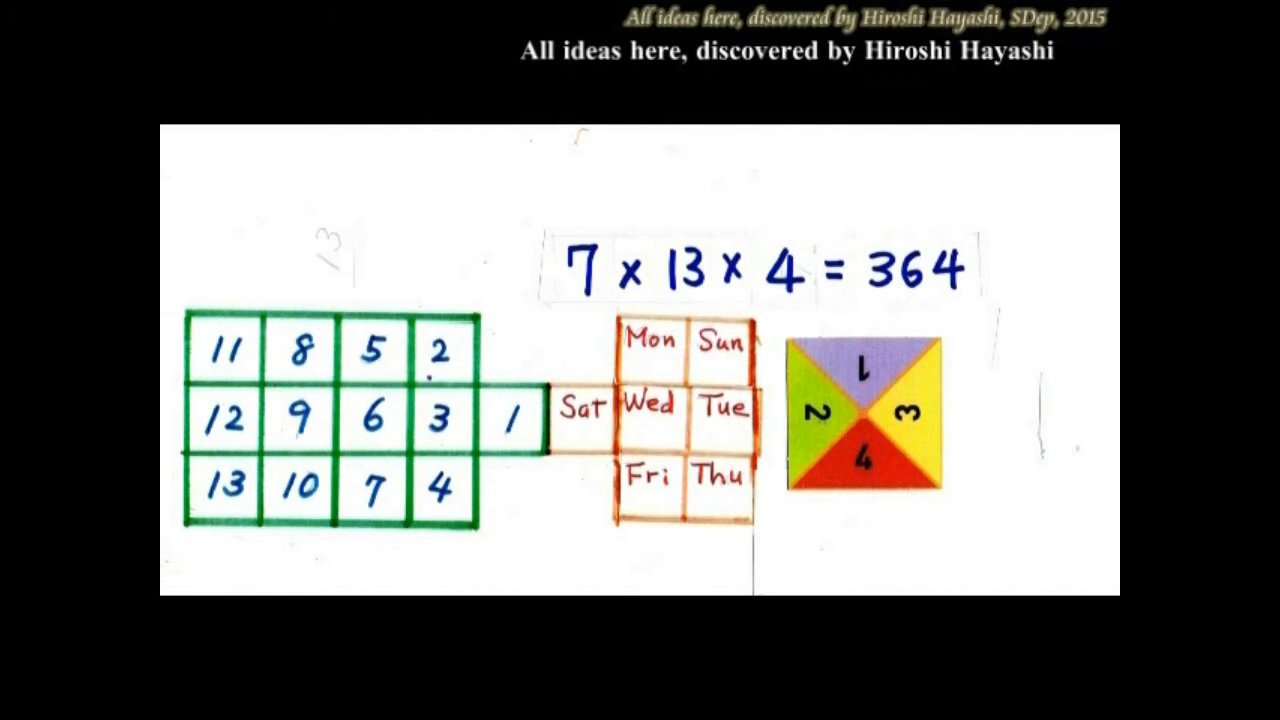 All ideas here, discovered by Hiroshi Hayashi, SDep, 2015
All ideas here, discovered by Hiroshi Hayashi
13
7 x 13 x 4 = 364
11 8 5 2
12 9 6 3 1
13 10 7 4
Mon Sun
Sat Wed Tue
Fri Thu
1
2 3
4